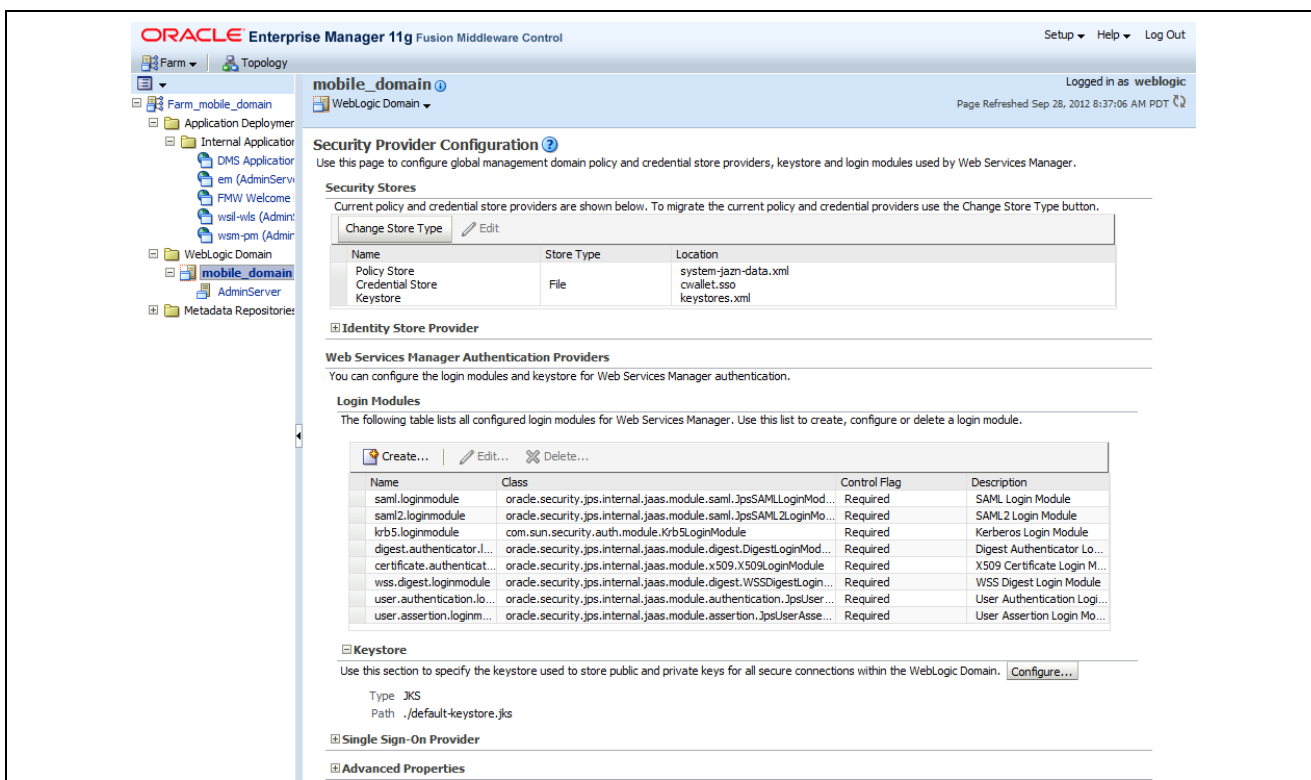 ORACLE Enterprise Manager 11g Fusion Middleware Control
Setup Help Log Out
Farm Topology
Farm_mobile_domain
Application Deploymen
Internal Application
DMS Application
em (AdminServe
FMW Welcome
wsil-wls (Admin
wsm-pm (Admin
WebLogic Domain
mobile_domain
AdminServer
Metadata Repositories
mobile_domain
Logged in as weblogic
WebLogic Domain
Page Refreshed Sep 28, 2012 8:37:06 AM PDT
Security Provider Configuration
Use this page to configure global management domain policy and credential store providers, keystore and login modules used by Web Services Manager.
Security Stores
Current policy and credential store providers are shown below. To migrate the current policy and credential providers use the Change Store Type button.
Change Store Type Edit
Name Store Type Location
Policy Store system-jazn-data.xml
Credential Store File cwallet.sso
Keystore keystores.xml
Identity Store Provider
Web Services Manager Authentication Providers
You can configure the login modules and keystore for Web Services Manager authentication.
Login Modules
The following table lists all configured login modules for Web Services Manager. Use this list to create, configure or delete a login module.
Create... Edit... Delete...
Name Class Control Flag Description
saml.loginmodule oracle.security.jps.internal.jaas.module.saml.JpsSAMLLoginMod... Required SAML Login Module
saml2.loginmodule oracle.security.jps.internal.jaas.module.saml.JpsSAML2LoginMo... Required SAML2 Login Module
krb5.loginmodule com.sun.security.auth.module.Krb5LoginModule Required Kerberos Login Module
digest.authenticator.l... oracle.security.jps.internal.jaas.module.digest.DigestLoginMod... Required Digest Authenticator Lo...
certificate.authenticat... oracle.security.jps.internal.jaas.module.x509.X509LoginModule Required X509 Certificate Login M...
wss.digest.loginmodule oracle.security.jps.internal.jaas.module.digest.WSSDigestLogin... Required WSS Digest Login Module
user.authentication.lo... oracle.security.jps.internal.jaas.module.authentication.JpsUser... Required User Authentication Logi...
user.assertion.loginm... oracle.security.jps.internal.jaas.module.assertion.JpsUserAsse... Required User Assertion Login Mo...
Keystore
Use this section to specify the keystore used to store public and private keys for all secure connections within the WebLogic Domain. Configure...
Type JKS
Path ./default-keystore.jks
Single Sign-On Provider
Advanced Properties